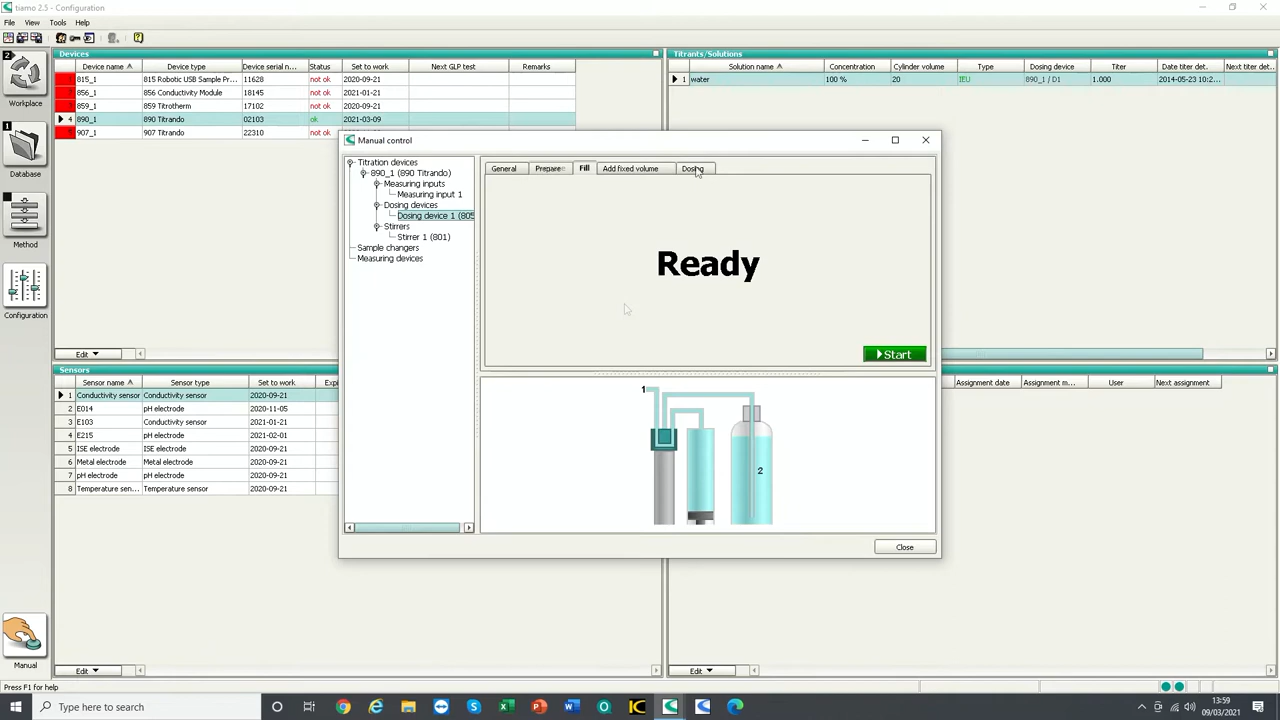 tiamo 2.5 - Configuration
File View Tools Help
Workplace
Database
Method
Configuration
Manual
Devices
Device name Device type Device serial n... Status Set to work Next GLP test Remarks
815_1 815 Robotic USB Sample Pr... 11628 not ok 2020-09-21
856_1 856 Conductivity Module 18145 not ok 2021-01-21
859_1 859 Titrotherm 17102 not ok 2020-09-21
4 890_1 890 Titrando 02103 ok 2021-03-09
907_1 907 Titrando 22310 not ok
Edit
Titrants/Solutions
Solution name Concentration Cylinder volume Type Dosing device Titer Date titer det. Next titer det.
1 water 100 % 20 IEU 890_1 / D1 1.000 2014-05-23 10:2...
Manual control
Titration devices
890_1 (890 Titrando)
Measuring inputs
Measuring input 1
Dosing devices
Dosing device 1 (805
Stirrers
Stirrer 1 (801)
Sample changers
Measuring devices
General Prepare Fill Add fixed volume Dosing
Ready
Start
1
2
Close
Sensors
Sensor name Sensor type Set to work
1 Conductivity sensor Conductivity sensor 2020-09-21
2 E014 pH electrode 2020-11-05
3 E103 Conductivity sensor 2021-02-01
4 E215 pH electrode 2021-02-01
5 ISE electrode ISE electrode 2020-09-21
6 Metal electrode Metal electrode 2020-09-21
7 pH electrode pH electrode 2020-09-21
8 Temperature sen... Temperature sensor 2020-09-21
Edit
Assignment date Assignment m... User Next assignment
Edit
Press F1 for help
Type here to search
13:59
09/03/2021